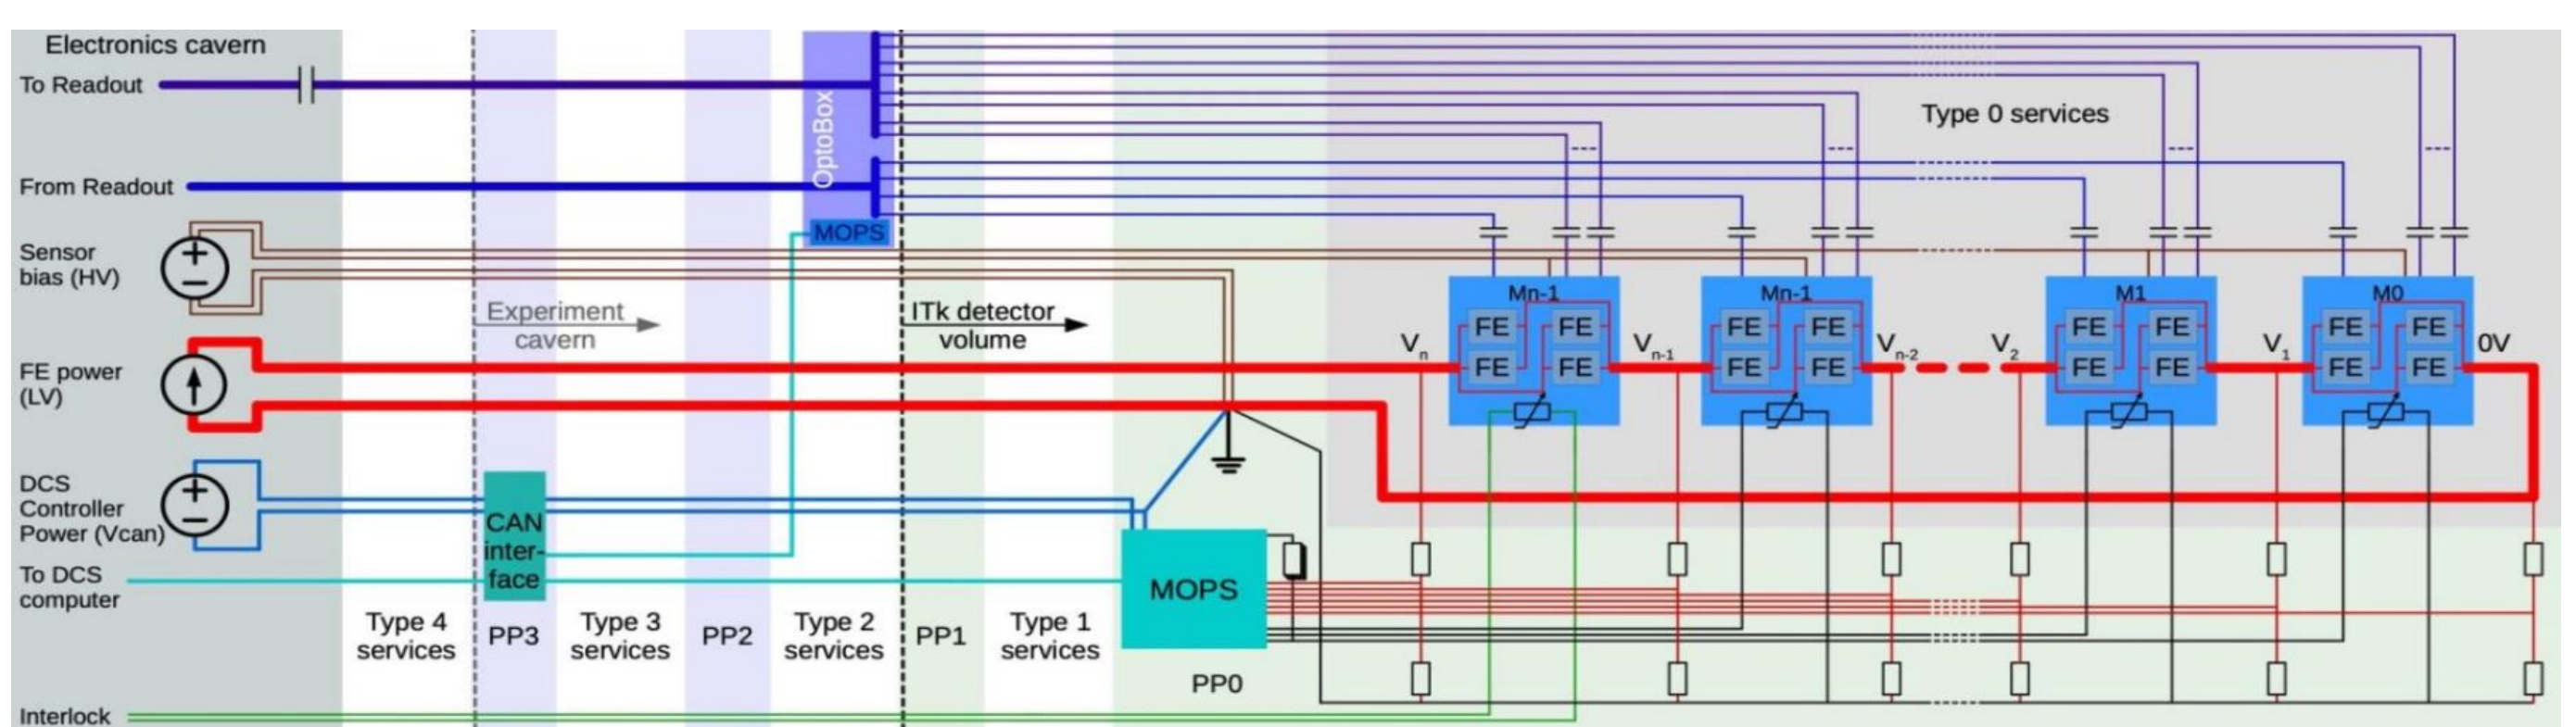 Electronics cavern
To Readout
OptoBox
Type 0 services
From Readout
MOPS
Sensor
bias (HV)
Experiment
cavern
ITk detector
volume
Mn-1
Mn-1
M1
M0
FE FE
FE FE
FE FE
FE FE
FE FE
FE FE
FE FE
FE FE
Vn
Vn-1
Vn-2
V2
V1
0V
FE power
(LV)
DCS
Controller
Power (Vcan)
CAN
inter-
face
MOPS
To DCS
computer
Type 4
services
PP3
Type 3
services
PP2
Type 2
services
PP1
Type 1
services
PP0
Interlock